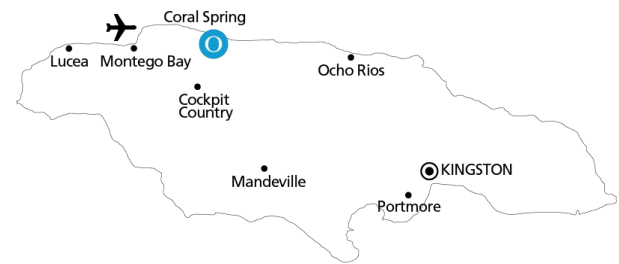 Coral Spring
O
Lucea
Montego Bay
Ocho Rios
Cockpit
Country
Mandeville
KINGSTON
Portmore